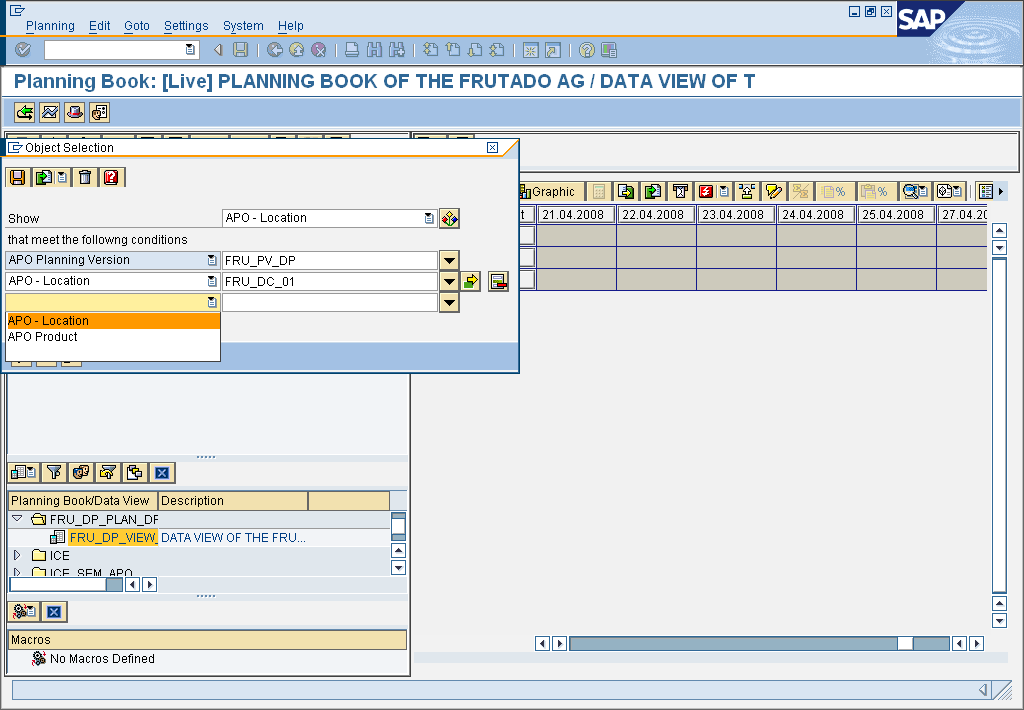 Planning Edit Goto Settings System Help
SAP
Planning Book: [Live] PLANNING BOOK OF THE FRUTADO AG / DATA VIEW OF T
Object Selection
Graphic
Show APO - Location
21.04.2008 22.04.2008 23.04.2008 24.04.2008 25.04.2008 27.04.20
that meet the followng conditions
APO Planning Version FRU_PV_DP
APO - Location FRU_DC_01
APO - Location
APO Product
Planning Book/Data View Description
FRU_DP_PLAN_DF
FRU_DP_VIEW_ DATA VIEW OF THE FRU...
ICE
ICE_SEM_APO
Macros
No Macros Defined